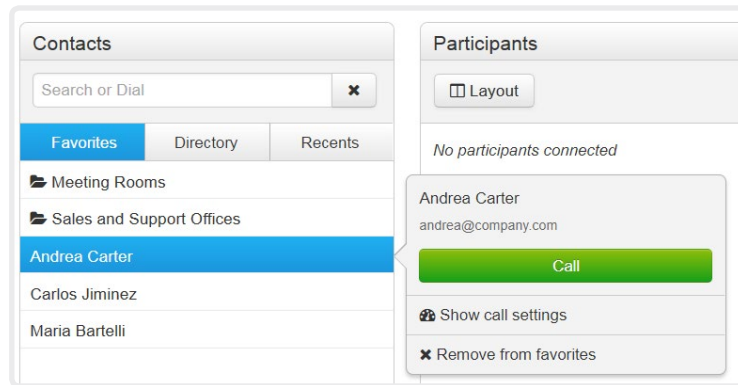 Contacts
Search or Dial
Favorites Directory Recents
Meeting Rooms
Sales and Support Offices
Andrea Carter
Carlos Jiminez
Maria Bartelli
Participants
Layout
No participants connected
Andrea Carter
andrea@company.com
Call
Show call settings
Remove from favorites